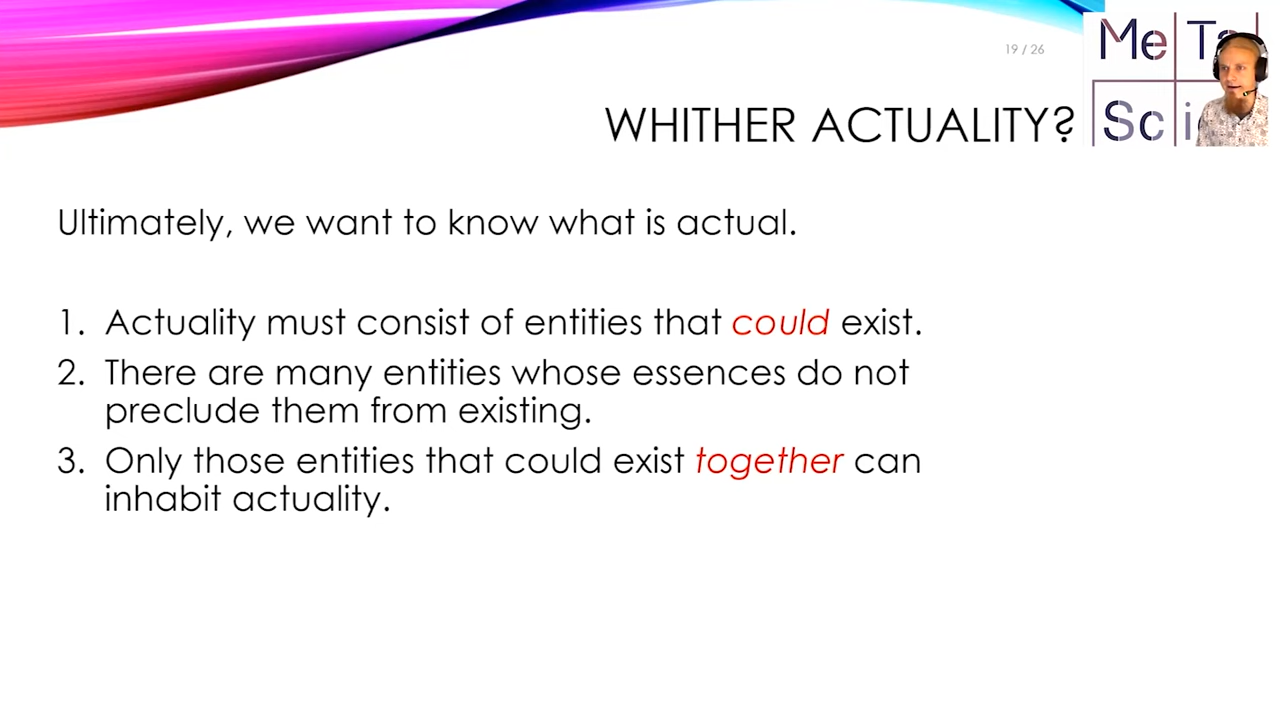 19 / 26
Me Ta
Sci
WHITHER ACTUALITY?
Ultimately, we want to know what is actual.
1. Actuality must consist of entities that could exist.
2. There are many entities whose essences do not
preclude them from existing.
3. Only those entities that could exist together can
inhabit actuality.